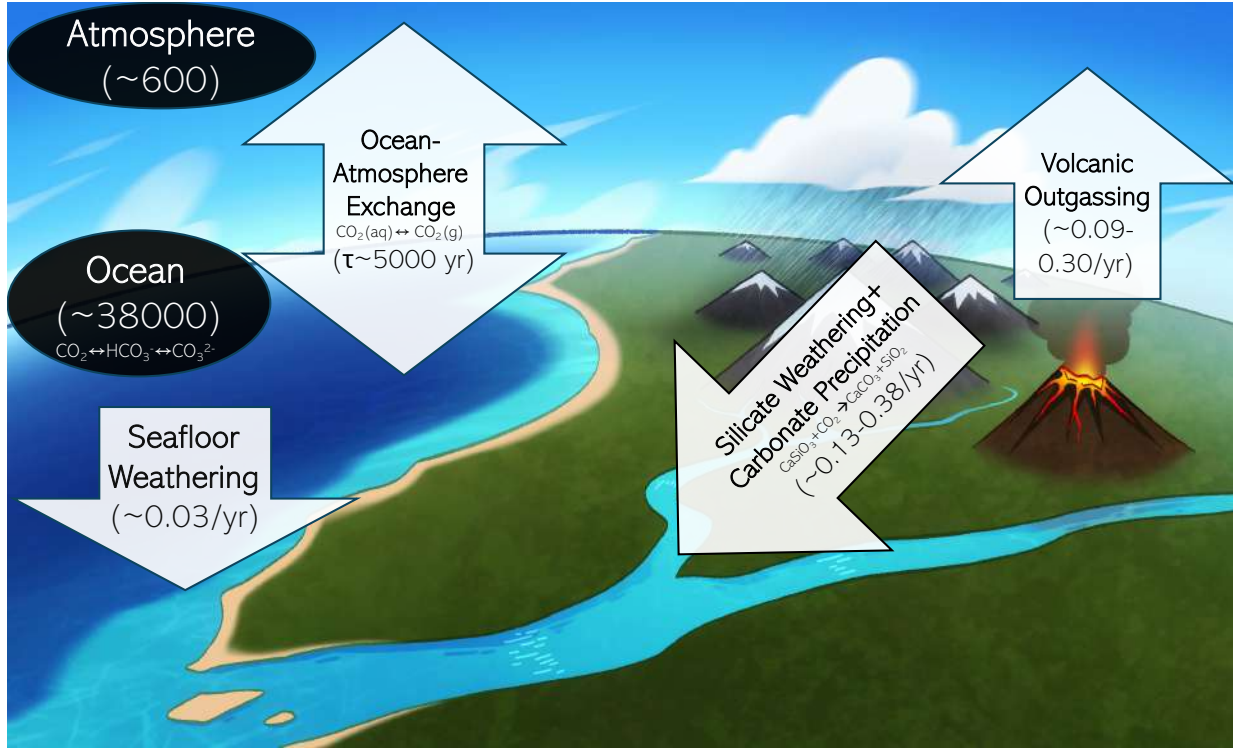 Atmosphere
(~600)
Ocean-
Atmosphere
Exchange
CO₂(aq)↔ CO₂(g)
(τ~5000 yr)
Volcanic
Outgassing
(~0.09-
0.30/yr)
Ocean
(~38000)
CO₂↔HCO₃⁻↔CO₃²⁻
Silicate Weathering+
Carbonate Precipitation
CaSiO₃+CO₂→CaCO₃+SiO₂
(~0.13-0.38/yr)
Seafloor
Weathering
(~0.03/yr)